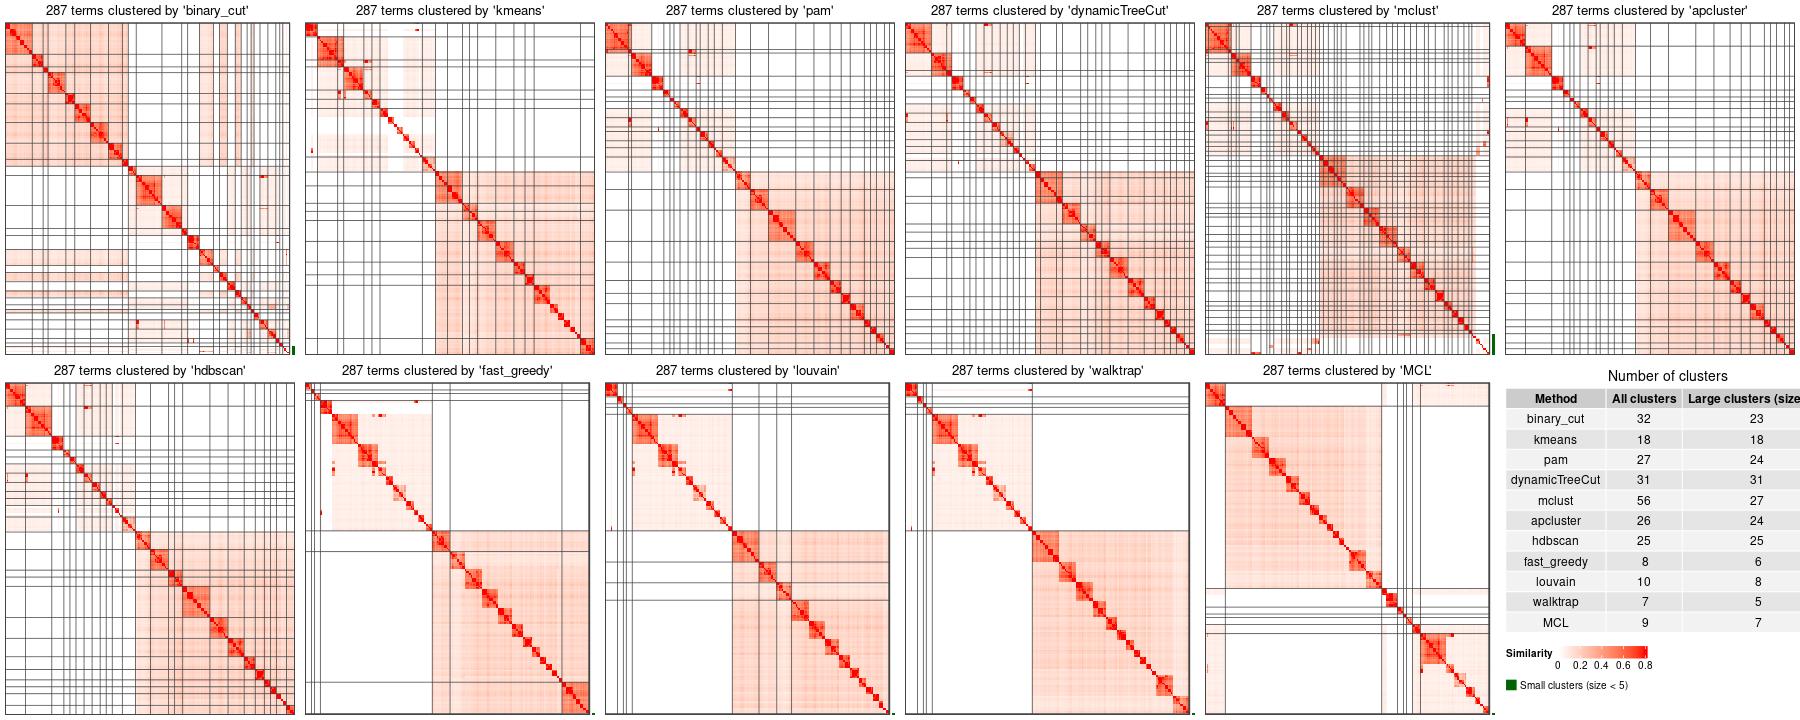 287 terms clustered by 'binary_cut'
287 terms clustered by 'kmeans'
287 terms clustered by 'pam'
287 terms clustered by 'dynamicTreeCut'
287 terms clustered by 'mclust'
287 terms clustered by 'apcluster'
287 terms clustered by 'hdbscan'
287 terms clustered by 'fast_greedy'
287 terms clustered by 'louvain'
287 terms clustered by 'walktrap'
287 terms clustered by 'MCL'
Number of clusters
Method All clusters Large clusters (size
binary_cut 32 23
kmeans 18 18
pam 27 24
dynamicTreeCut 31 31
mclust 56 27
apcluster 26 24
hdbscan 25 25
fast_greedy 8 6
louvain 10 8
walktrap 7 5
MCL 9 7
Similarity
0 0.2 0.4 0.6 0.8
Small clusters (size < 5)